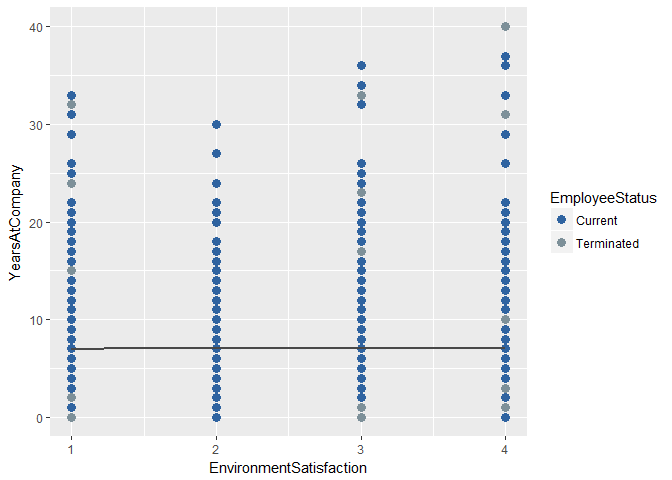 40
30
20
10
0
YearsAtCompany
1 2 3 4
EnvironmentSatisfaction
EmployeeStatus
Current
Terminated